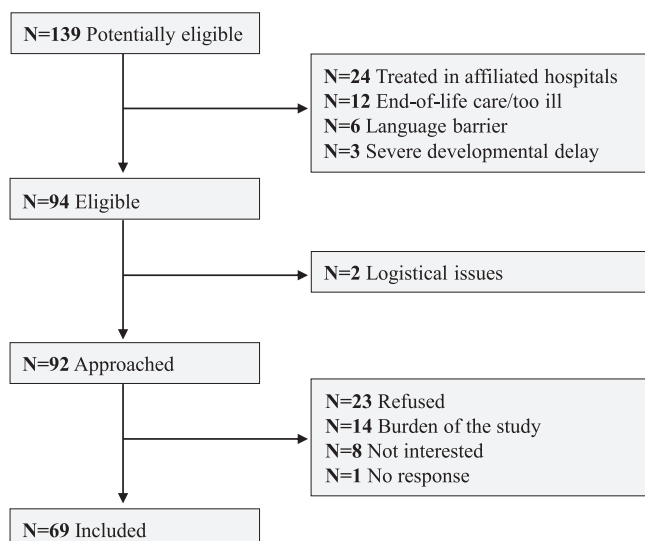 N=139 Potentially eligible
N=24 Treated in affiliated hospitals
N=12 End-of-life care/too ill
N=6 Language barrier
N=3 Severe developmental delay
N=94 Eligible
N=2 Logistical issues
N=92 Approached
N=23 Refused
N=14 Burden of the study
N=8 Not interested
N=1 No response
N=69 Included